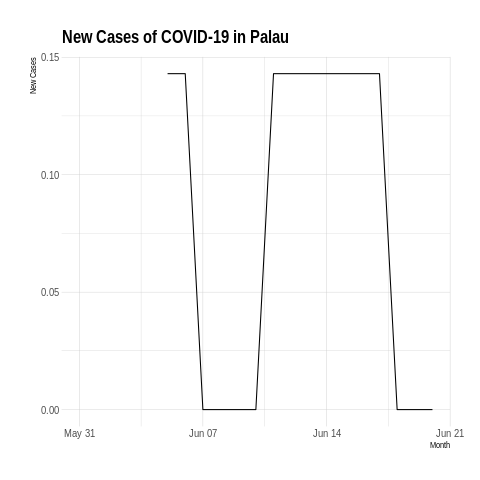 New Cases of COVID-19 in Palau
New Cases
0.15
0.10
0.05
0.00
May 31 Jun 07 Jun 14 Jun 21
Month